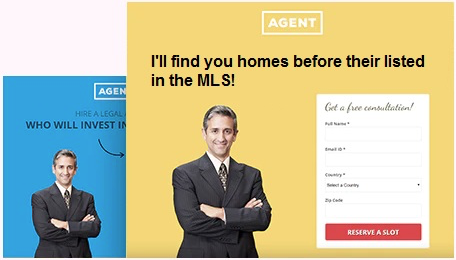 AGENT
I'll find you homes before their listed
in the MLS!
Get a free consultation!
Full Name *
Email ID *
Country *
Select a Country
Zip Code
RESERVE A SLOT
AGEN
HIRE A LEGAL
WHO WILL INVEST IN